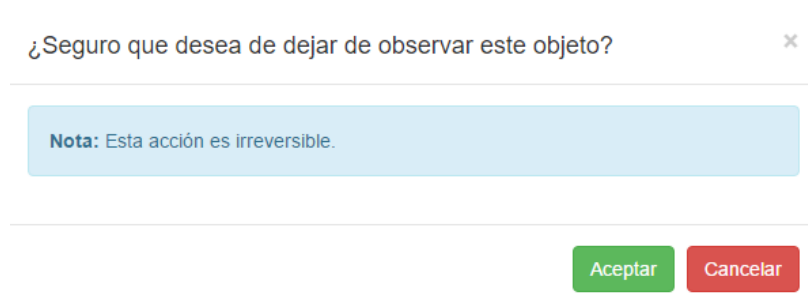 ¿Seguro que desea de dejar de observar este objeto? ×
Nota: Esta acción es irreversible.
Aceptar Cancelar